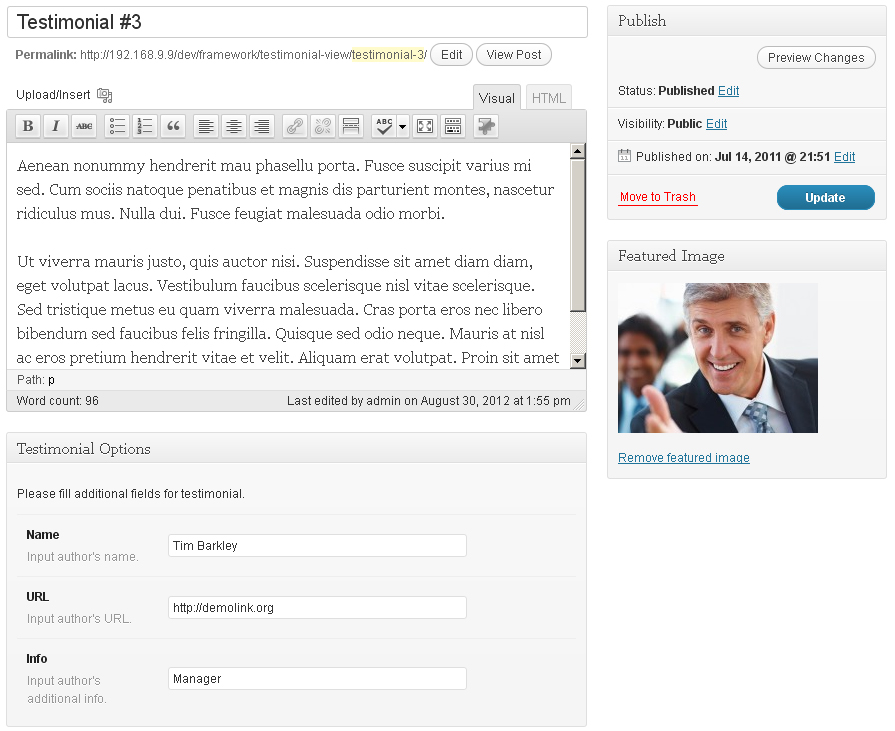 Testimonial #3
Permalink: http://192.168.9.9/dev/framework/testimonial-view/testimonial-3/ Edit View Post
Upload/Insert
Visual HTML
B I ABC ABC
Aenean nonummy hendrerit mau phasellu porta. Fusce suscipit varius mi
sed. Cum sociis natoque penatibus et magnis dis parturient montes, nascetur
ridiculus mus. Nulla dui. Fusce feugiat malesuada odio morbi.
Ut viverra mauris justo, quis auctor nisi. Suspendisse sit amet diam diam,
eget volutpat lacus. Vestibulum faucibus scelerisque nisl vitae scelerisque.
Sed tristique metus eu quam viverra malesuada. Cras porta eros nec libero
bibendum sed faucibus felis fringilla. Quisque sed odio neque. Mauris at nisl
ac eros pretium hendrerit vitae et velit. Aliquam erat volutpat. Proin sit amet
Path: p
Word count: 96 Last edited by admin on August 30, 2012 at 1:55 pm
Testimonial Options
Please fill additional fields for testimonial.
Name
Input author's name.
Tim Barkley
URL
Input author's URL.
http://demolink.org
Info
Input author's
additional info.
Manager
Publish
Preview Changes
Status: Published Edit
Visibility: Public Edit
Published on: Jul 14, 2011 @ 21:51 Edit
Move to Trash Update
Featured Image
Remove featured image